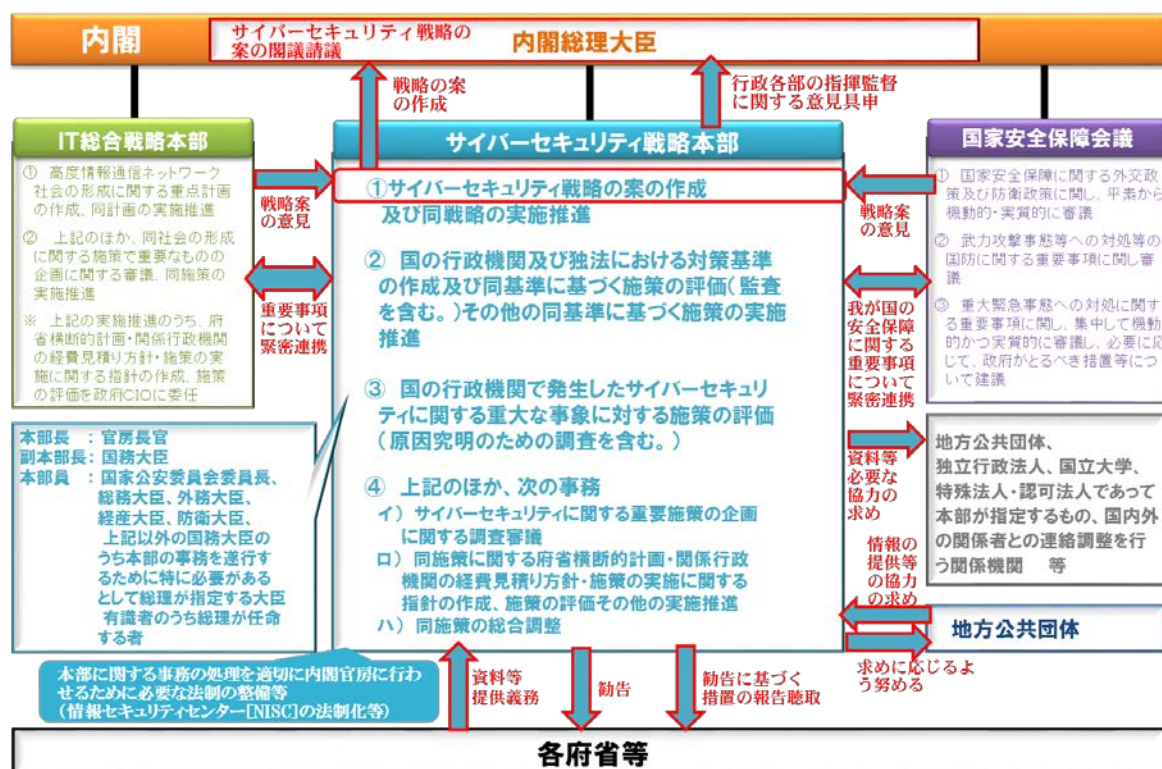 内閣
サイバーセキュリティ戦略の
案の閣議請議
内閣総理大臣
戦略の案
の作成
行政各部の指揮監督
に関する意見具申
IT総合戦略本部
① 高度情報通信ネットワーク
社会の形成に関する重点計画
の作成、同計画の実施推進
② 上記のほか、同社会の形成
に関する施策で重要なものの
企画に関する審議、同施策の
実施推進
※ 上記の実施推進のうち、府
省横断的計画・関係行政機関
の経費見積り方針・施策の実
施に関する指針の作成、施策
の評価を政府CIOに委任
戦略案
の意見
重要事項
について
緊密連携
サイバーセキュリティ戦略本部
①サイバーセキュリティ戦略の案の作成
及び同戦略の実施推進
② 国の行政機関及び独法における対策基準
の作成及び同基準に基づく施策の評価(監査
を含む。)その他の同基準に基づく施策の実施
推進
③ 国の行政機関で発生したサイバーセキュリ
ティに関する重大な事象に対する施策の評価
(原因究明のための調査を含む。)
④ 上記のほか、次の事務
イ)サイバーセキュリティに関する重要施策の企画
に関する調査審議
ロ)同施策に関する府省横断的計画・関係行政
機関の経費見積り方針・施策の実施に関する
指針の作成、施策の評価その他の実施推進
ハ)同施策の総合調整
戦略案
の意見
我が国の
安全保障
に関する
重要事項
について
緊密連携
国家安全保障会議
① 国家安全保障に関する外交政
策及び防衛政策に関し、平素から
機動的・実質的に審議
② 武力攻撃事態等への対処等の
国防に関する重要事項に関し審
議
③ 重大緊急事態への対処に関す
る重要事項に関し、集中して機動
的かつ実質的に審議し、必要に応
じて、政府がとるべき措置等につ
いて建議
本部長 :官房長官
副本部長:国務大臣
本部員 :国家公安委員会委員長、
総務大臣、外務大臣、
経産大臣、防衛大臣、
上記以外の国務大臣の
うち本部の事務を遂行す
るために特に必要がある
として総理が指定する大臣
有識者のうち総理が任命
する者
資料等
必要な
協力の
求め
地方公共団体、
独立行政法人、国立大学、
特殊法人・認可法人であって
本部が指定するもの、国内外
の関係者との連絡調整を行
う関係機関 等
情報の
提供等
の協力
の求め
地方公共団体
求めに応じるよ
う努める
本部に関する事務の処理を適切に内閣官房に行わ
せるために必要な法制の整備等
(情報セキュリティセンター[NISC]の法制化等)
資料等
提供義務
勧告
勧告に基づく
措置の報告聴取
各府省等